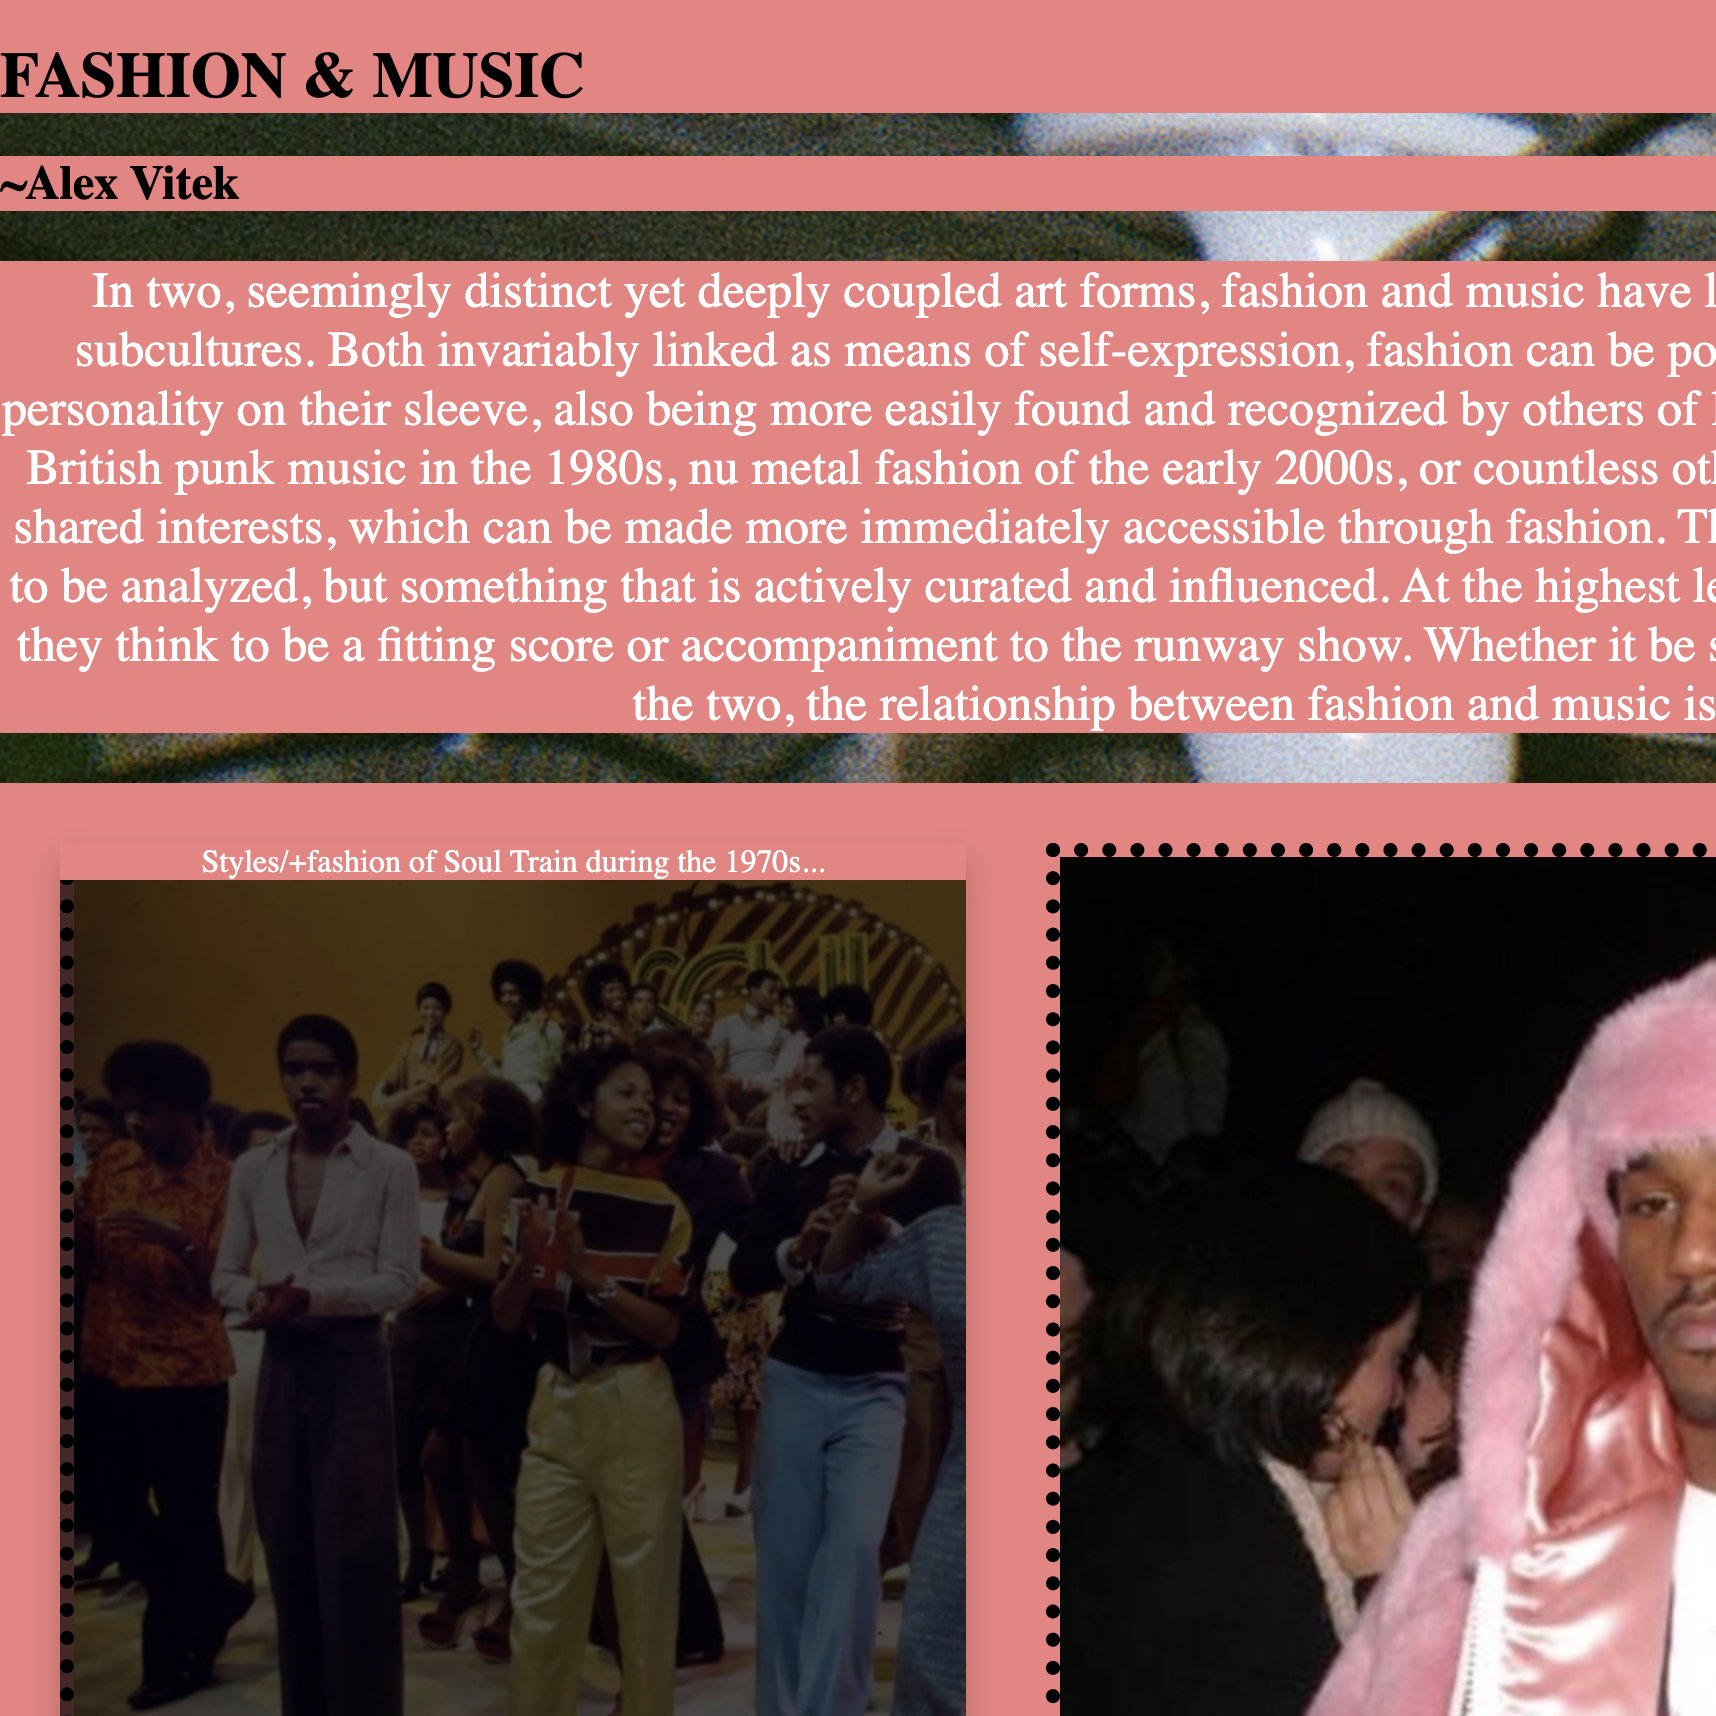 FASHION & MUSIC
~Alex Vitek
In two, seemingly distinct yet deeply coupled art forms, fashion and music have
subcultures. Both invariably linked as means of self-expression, fashion can be
personality on their sleeve, also being more easily found and recognized by others of
British punk music in the 1980s, nu metal fashion of the early 2000s, or countless
shared interests, which can be made more immediately accessible through fashion.
to be analyzed, but something that is actively curated and influenced. At the highest
they think to be a fitting score or accompaniment to the runway show. Whether it be
the two, the relationship between fashion and music is
Styles/+fashion of Soul Train during the 1970s...